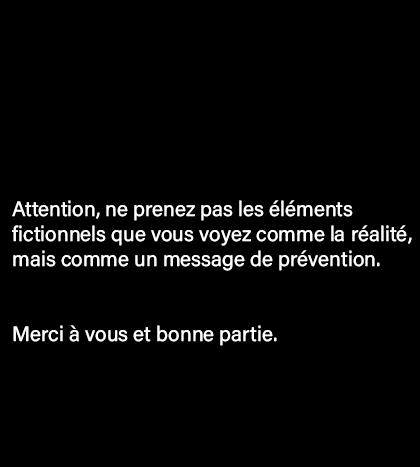 Attention, ne prenez pas les éléments
fictionnels que vous voyez comme la réalité,
mais comme un message de prévention.
Merci à vous et bonne partie.